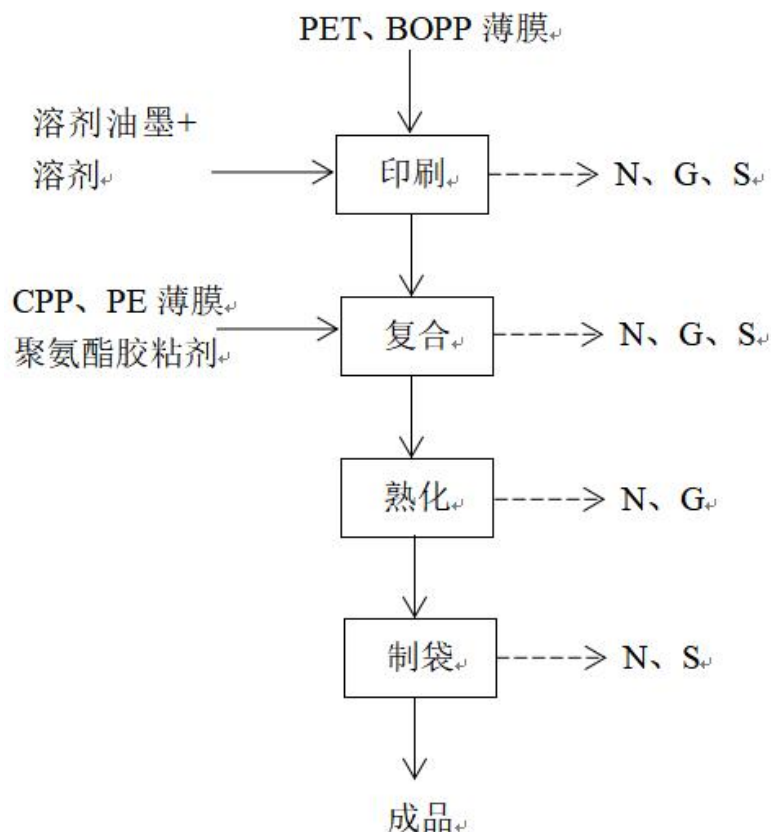 PET、BOPP 薄膜
溶剂油墨+
溶剂
印刷
N、G、S
CPP、PE 薄膜
聚氨酯胶粘剂
复合
N、G、S
熟化
N、G
制袋
N、S
成品